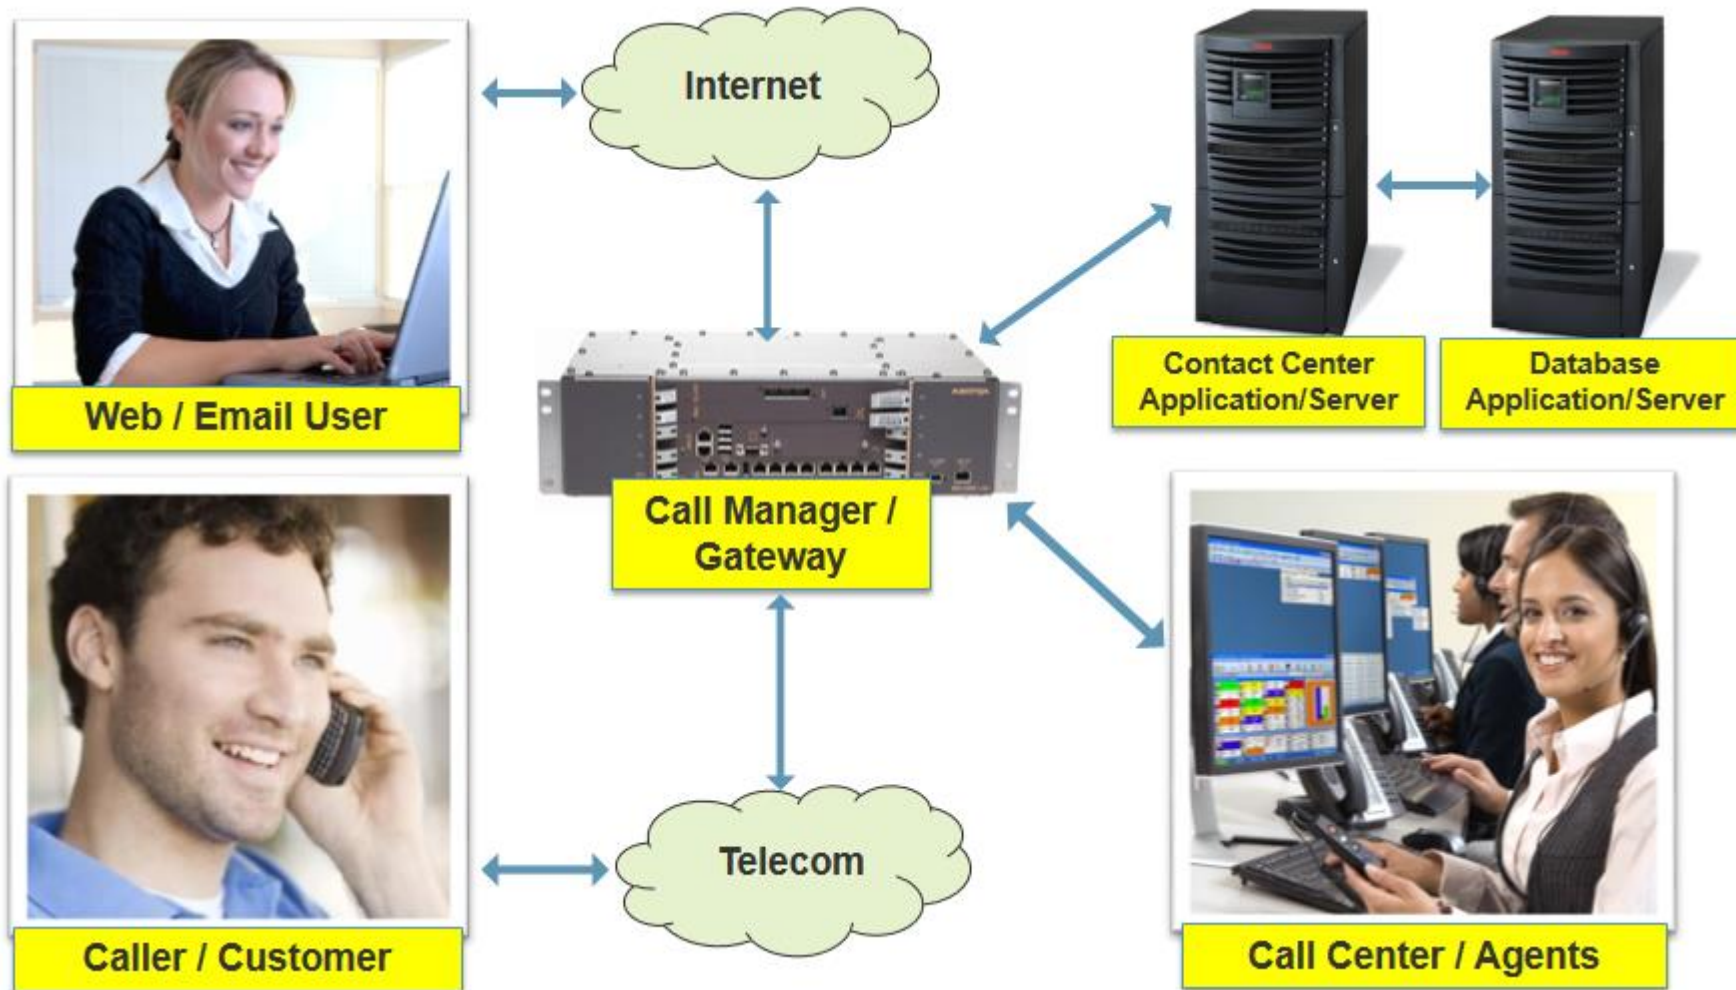 Internet
Web / Email User
Contact Center
Application/Server
Database
Application/Server
Call Manager /
Gateway
Telecom
Caller / Customer
Call Center / Agents